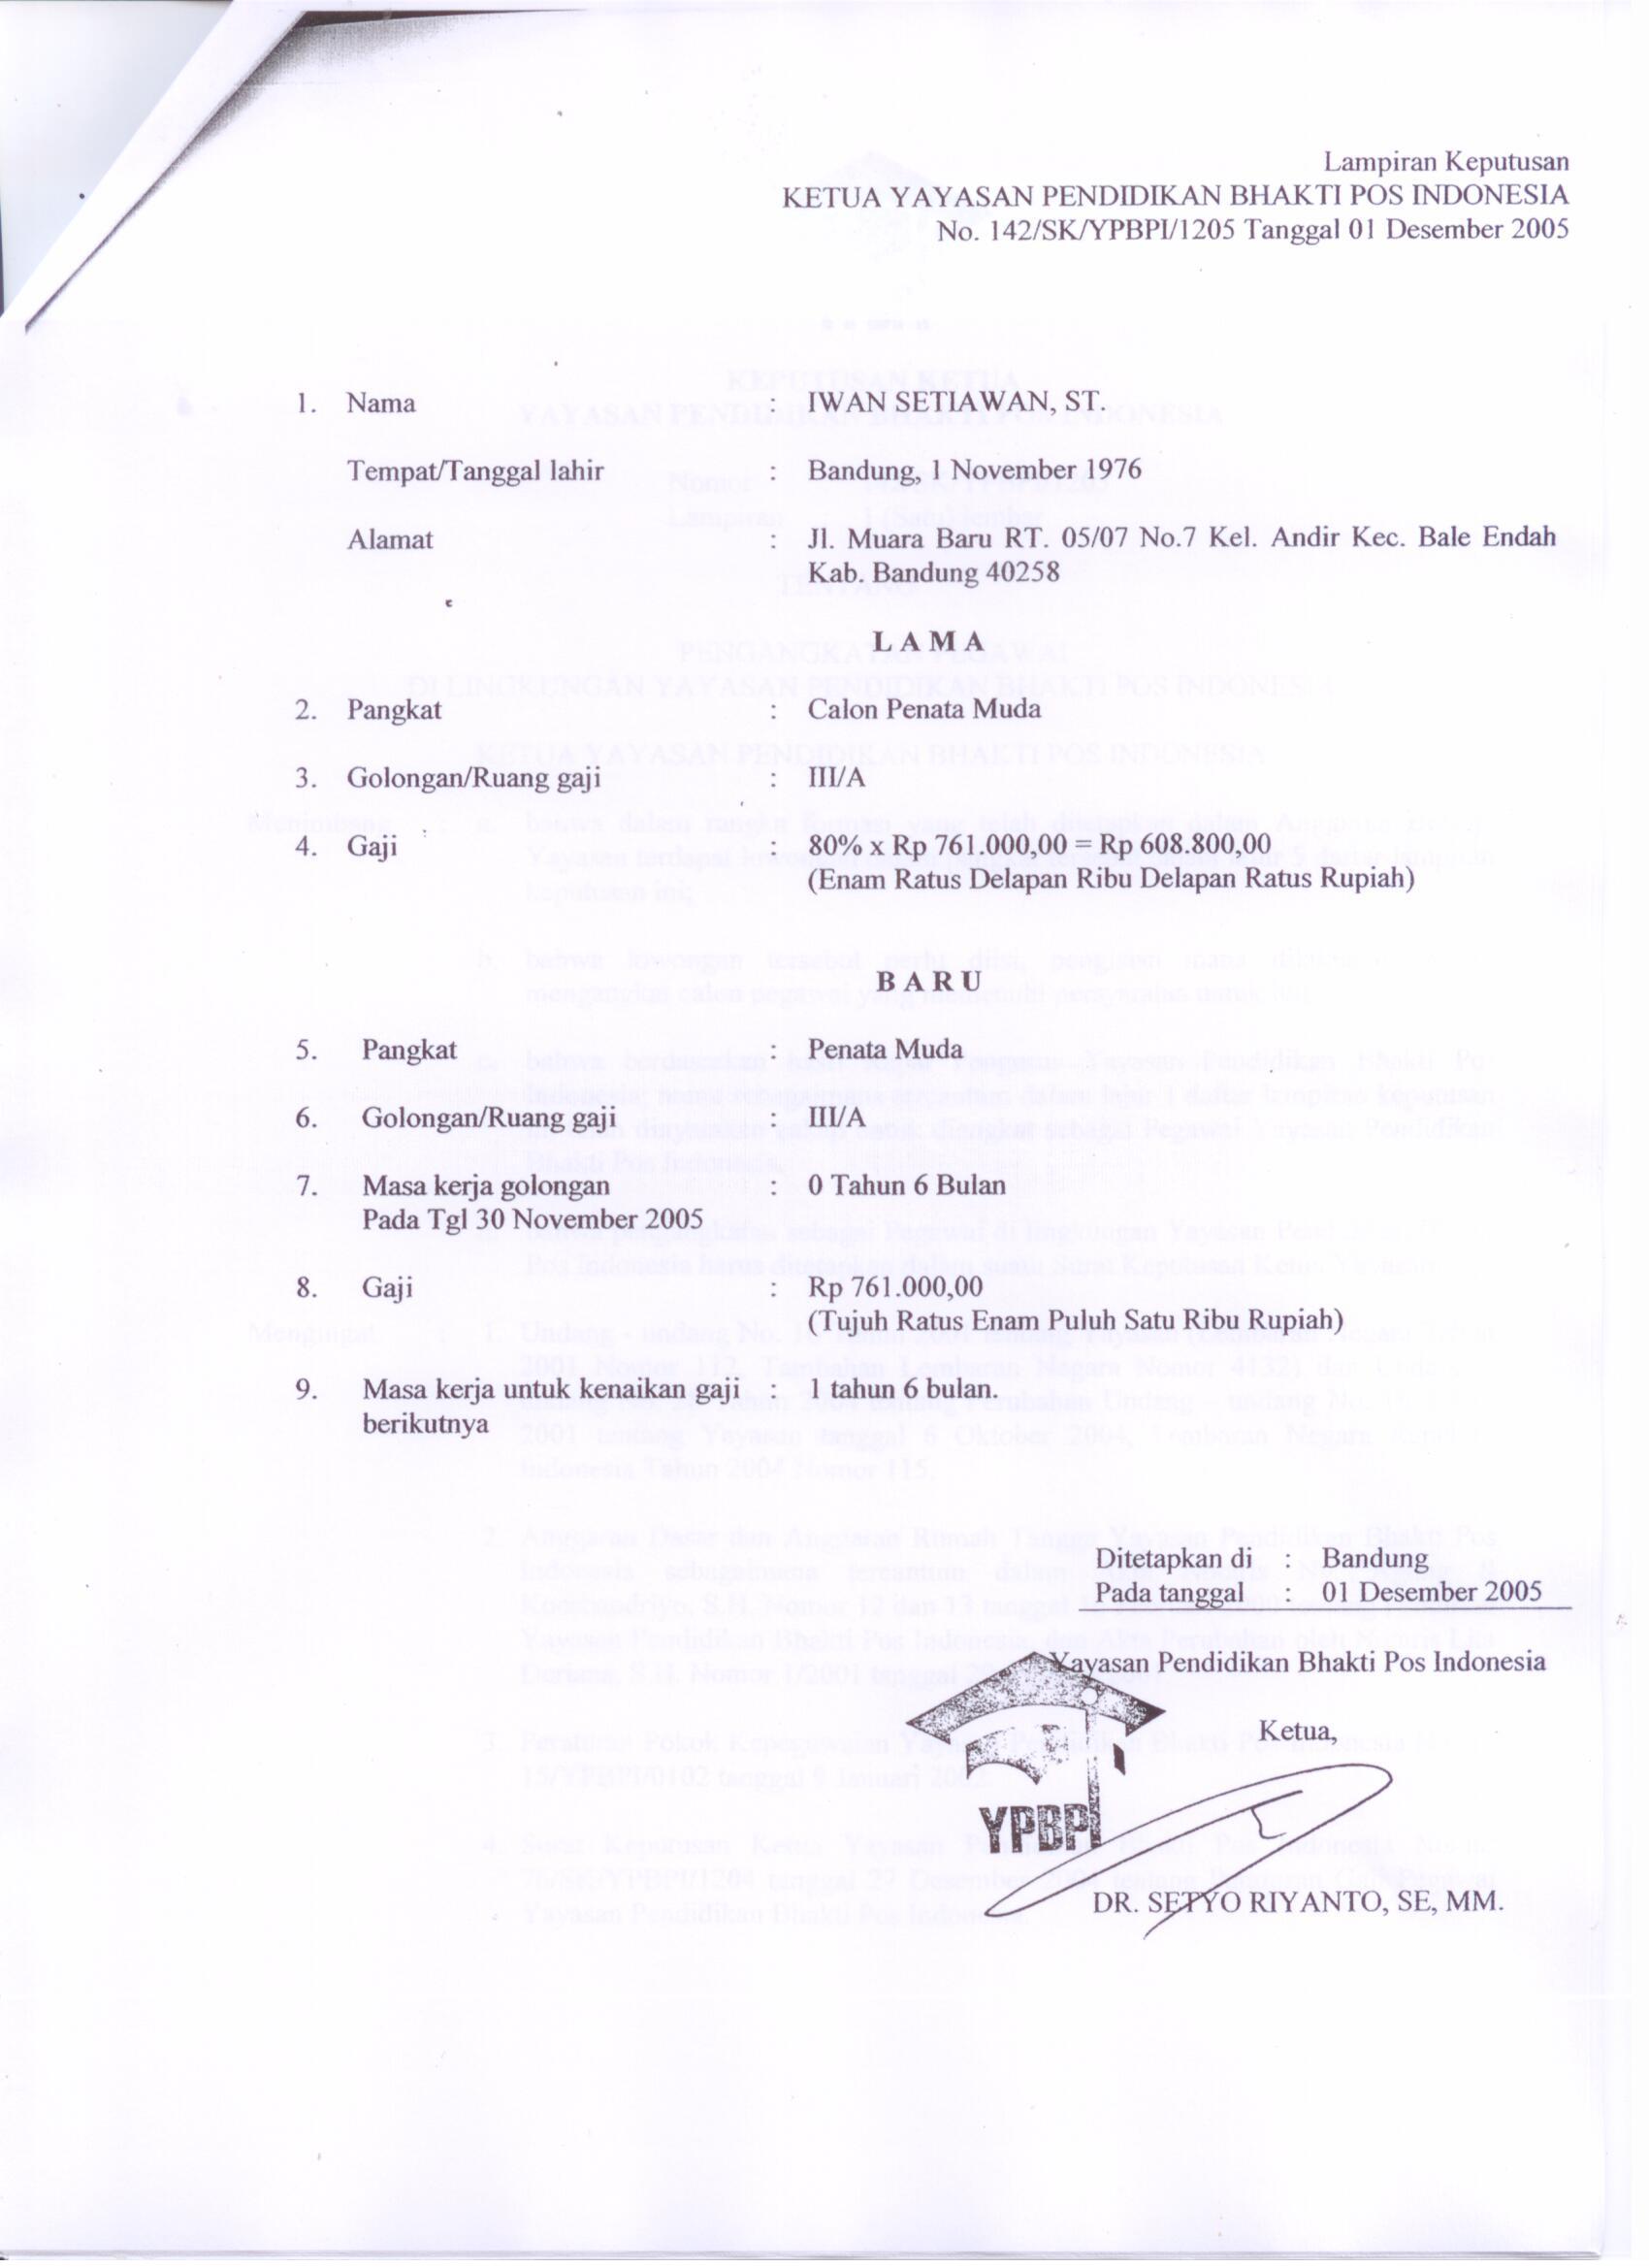 Lampiran Keputusan
KETUA YAYASAN PENDIDIKAN BHAKTI POS INDONESIA
No. 142/SK/YPBPI/1205 Tanggal 01 Desember 2005
1. Nama : IWAN SETIAWAN, ST.
Tempat/Tanggal lahir : Bandung, 1 November 1976
Alamat : Jl. Muara Baru RT. 05/07 No.7 Kel. Andir Kec. Bale Endah
Kab. Bandung 40258
L A M A
2. Pangkat : Calon Penata Muda
3. Golongan/Ruang gaji : III/A
4. Gaji : 80% x Rp 761.000,00 = Rp 608.800,00
(Enam Ratus Delapan Ribu Delapan Ratus Rupiah)
B A R U
5. Pangkat : Penata Muda
6. Golongan/Ruang gaji : III/A
7. Masa kerja golongan : 0 Tahun 6 Bulan
Pada Tgl 30 November 2005
8. Gaji : Rp 761.000,00
(Tujuh Ratus Enam Puluh Satu Ribu Rupiah)
9. Masa kerja untuk kenaikan gaji : 1 tahun 6 bulan.
berikutnya
Ditetapkan di : Bandung
Pada tanggal : 01 Desember 2005
Yayasan Pendidikan Bhakti Pos Indonesia
Ketua,
YPBPI
DR. SETYO RIYANTO, SE, MM.